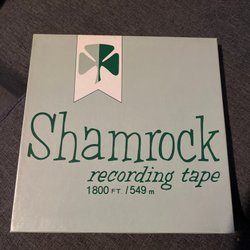 Shamrock
recording tape
1800 FT. / 549 m